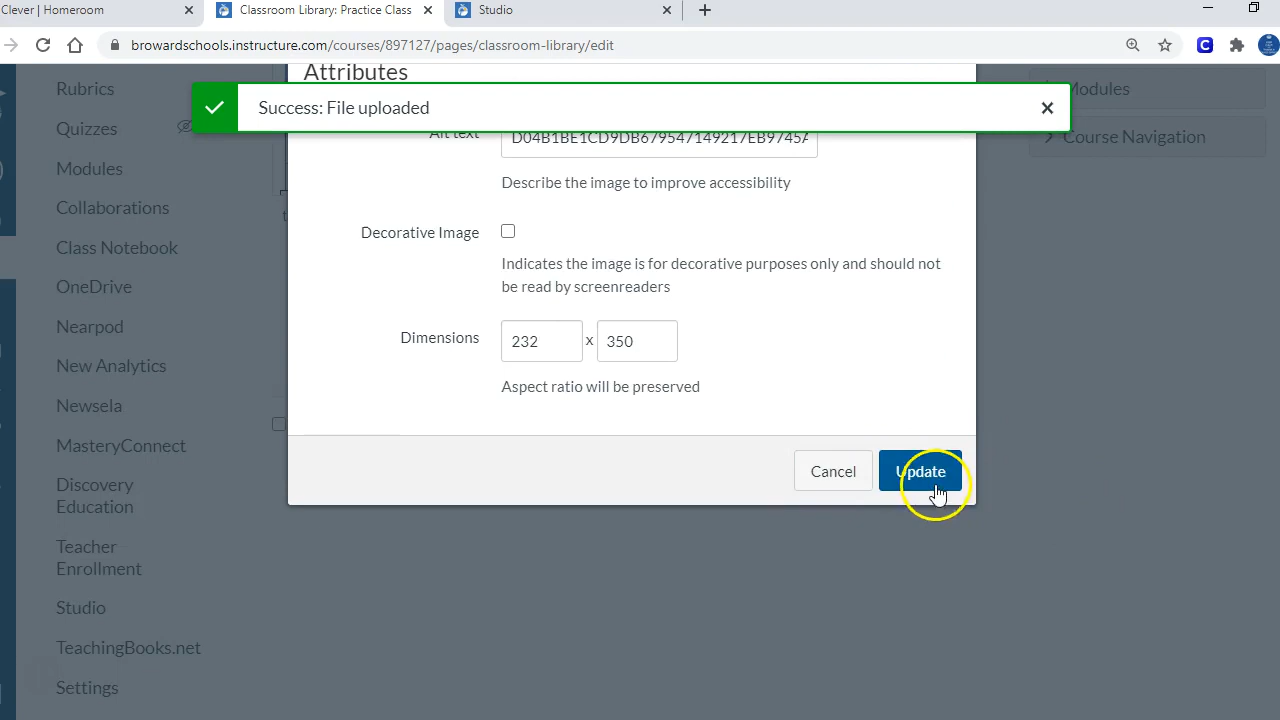 Clever | Homeroom
Classroom Library: Practice Class
Studio
browardschools.instructure.com/courses/897127/pages/classroom-library/edit
Attributes
Success: File uploaded
Rubrics
Quizzes
Modules
Collaborations
Class Notebook
OneDrive
Nearpod
New Analytics
Newsela
MasteryConnect
Discovery
Education
Teacher
Enrollment
Studio
TeachingBooks.net
Settings
Alt text
D04B1BE1CD9DB679547149217EB9745A
Describe the image to improve accessibility
Decorative Image
Indicates the image is for decorative purposes only and should not
be read by screenreaders
Dimensions
232 x 350
Aspect ratio will be preserved
Cancel
Update
Modules
Course Navigation